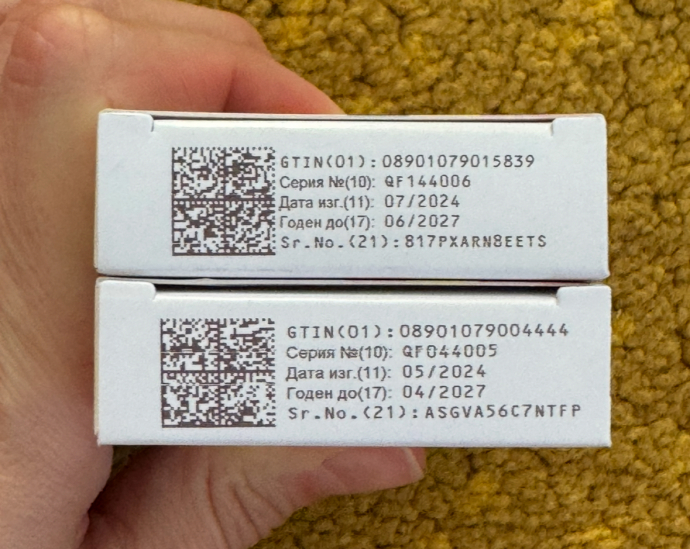 GTIN(01):08901079015839
Серия №(10): QF144006
Дата изг.(11): 07/2024
Годен до(17): 06/2027
Sr.No.(21):817PXARN8EETS
GTIN(01):08901079004444
Серия №(10): QF044005
Дата изг.(11): 05/2024
Годен до(17): 04/2027
Sr.No.(21):ASGVA56C7NTFP